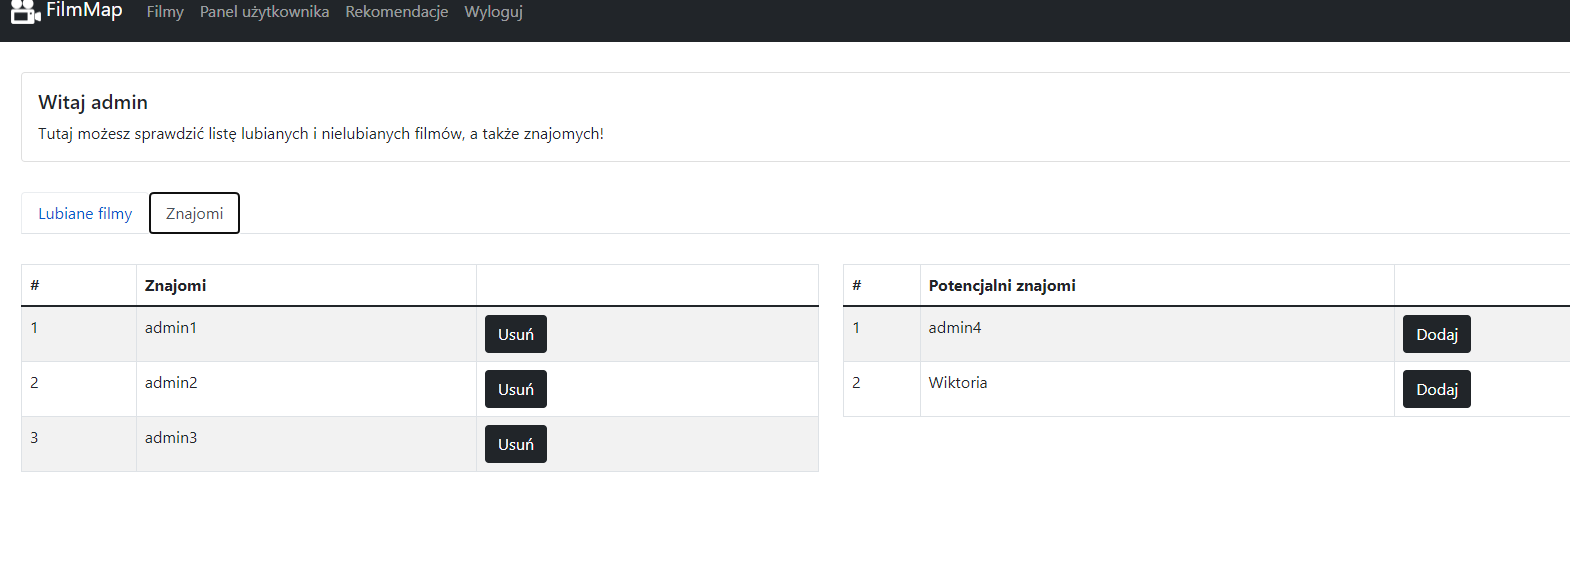 FilmMap Filmy Panel użytkownika Rekomendacje Wyloguj
Witaj admin
Tutaj możesz sprawdzić listę lubianych i nielubianych filmów, a także znajomych!
Lubiane filmy Znajomi
# Znajomi
1 admin1 Usuń
2 admin2 Usuń
3 admin3 Usuń
# Potencjalni znajomi
1 admin4 Dodaj
2 Wiktoria Dodaj